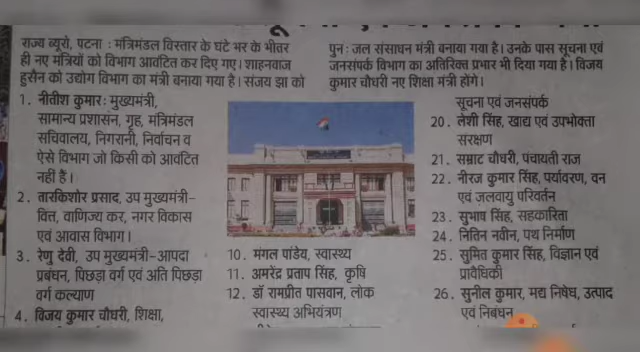 राज्य ब्यूरो, पटना : मंत्रिमंडल विस्तार के घंटे भर के भीतर
ही नए मंत्रियों को विभाग आवंटित कर दिए गए। शाहनवाज
हुसैन को उद्योग विभाग का मंत्री बनाया गया है। संजय झा को
पुन: जल संसाधन मंत्री बनाया गया है। उनके पास सूचना एवं
जनसंपर्क विभाग का अतिरिक्त प्रभार भी दिया गया है। विजय
कुमार चौधरी नए शिक्षा मंत्री होंगे।
1. नीतीश कुमार: मुख्यमंत्री,
सामान्य प्रशासन, गृह, मंत्रिमंडल
सचिवालय, निगरानी, निर्वाचन व
ऐसे विभाग जो किसी को आवंटित
नहीं हैं।
2. तारकिशोर प्रसाद, उप मुख्यमंत्री-
वित्त, वाणिज्य कर, नगर विकास
एवं आवास विभाग।
3. रेणु देवी, उप मुख्यमंत्री-आपदा
प्रबंधन, पिछड़ा वर्ग एवं अति पिछड़ा
वर्ग कल्याण
4. विजय कुमार चौधरी, शिक्षा,
10. मंगल पांडेय, स्वास्थ्य
11. अमरेंद्र प्रताप सिंह, कृषि
12. डॉ रामप्रीत पासवान, लोक
स्वास्थ्य अभियंत्रण
सूचना एवं जनसंपर्क
20. लेशी सिंह, खाद्य एवं उपभोक्ता
संरक्षण
21. सम्राट चौधरी, पंचायती राज
22. नीरज कुमार सिंह, पर्यावरण, वन
एवं जलवायु परिवर्तन
23. सुभाष सिंह, सहकारिता
24. नितिन नवीन, पथ निर्माण
25. सुमित कुमार सिंह, विज्ञान एवं
प्रावैधिकी
26. सुनील कुमार, मद्य निषेध, उत्पाद
एवं निबंधन